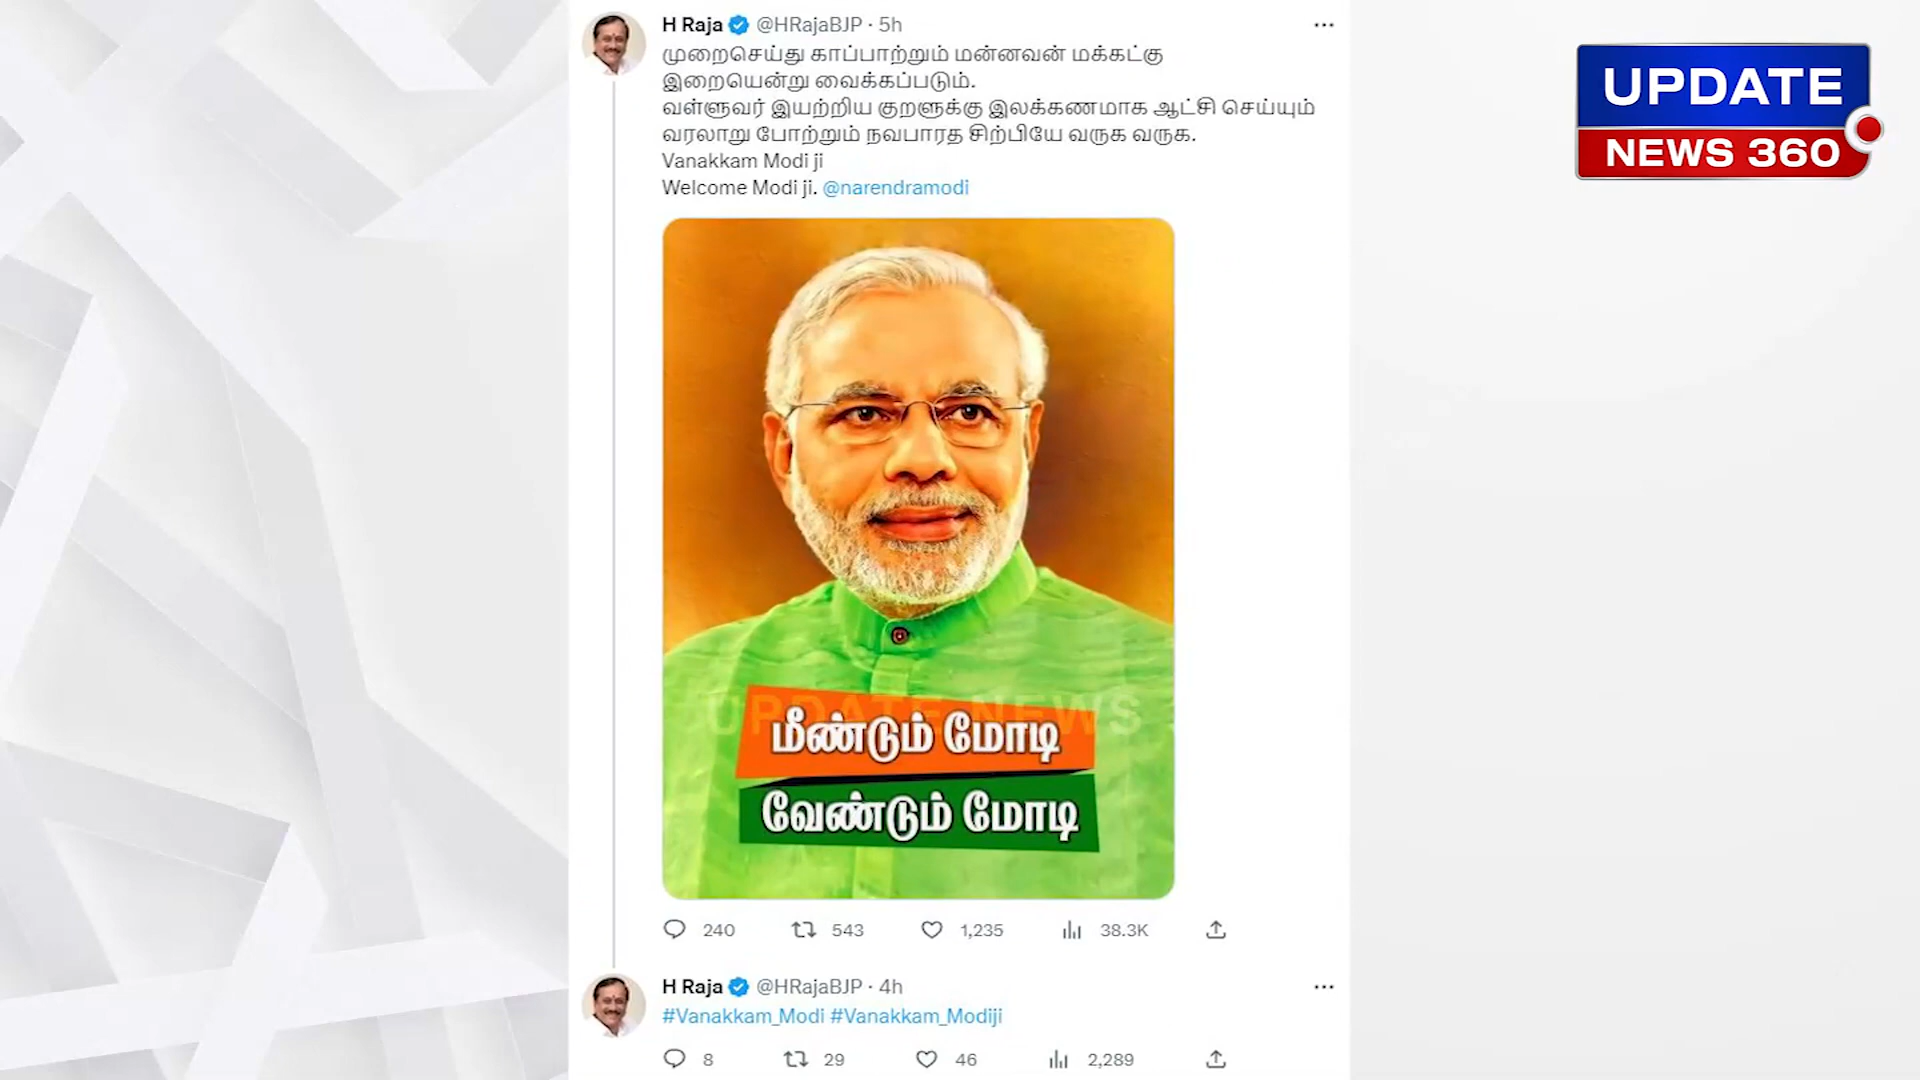 H Raja @HRajaBJP · 5h
முறைசெய்து காப்பாற்றும் மன்னவன் மக்கட்கு
இறையென்று வைக்கப்படும்.
வள்ளுவர் இயற்றிய குறளுக்கு இலக்கணமாக ஆட்சி செய்யும்
வரலாறு போற்றும் நவபாரத சிற்பியே வருக வருக.
Vanakkam Modi ji
Welcome Modi ji. @narendramodi
UPDATE
NEWS 360
UPDATE NEWS
மீண்டும் மோடி
வேண்டும் மோடி
240 543 1,235 38.3K
H Raja @HRajaBJP · 4h
#Vanakkam_Modi #Vanakkam_Modiji
8 29 46 2,289